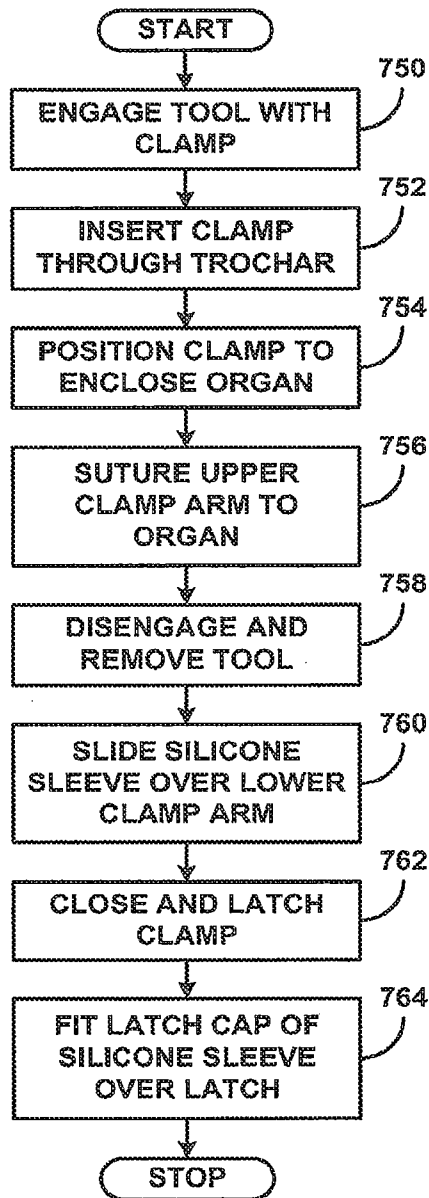 START
750
ENGAGE TOOL WITH
CLAMP
752
INSERT CLAMP
THROUGH TROCHAR
754
POSITION CLAMP TO
ENCLOSE ORGAN
756
SUTURE UPPER
CLAMP ARM TO
ORGAN
758
DISENGAGE AND
REMOVE TOOL
760
SLIDE SILICONE
SLEEVE OVER LOWER
CLAMP ARM
762
CLOSE AND LATCH
CLAMP
764
FIT LATCH CAP OF
SILICONE SLEEVE
OVER LATCH
STOP